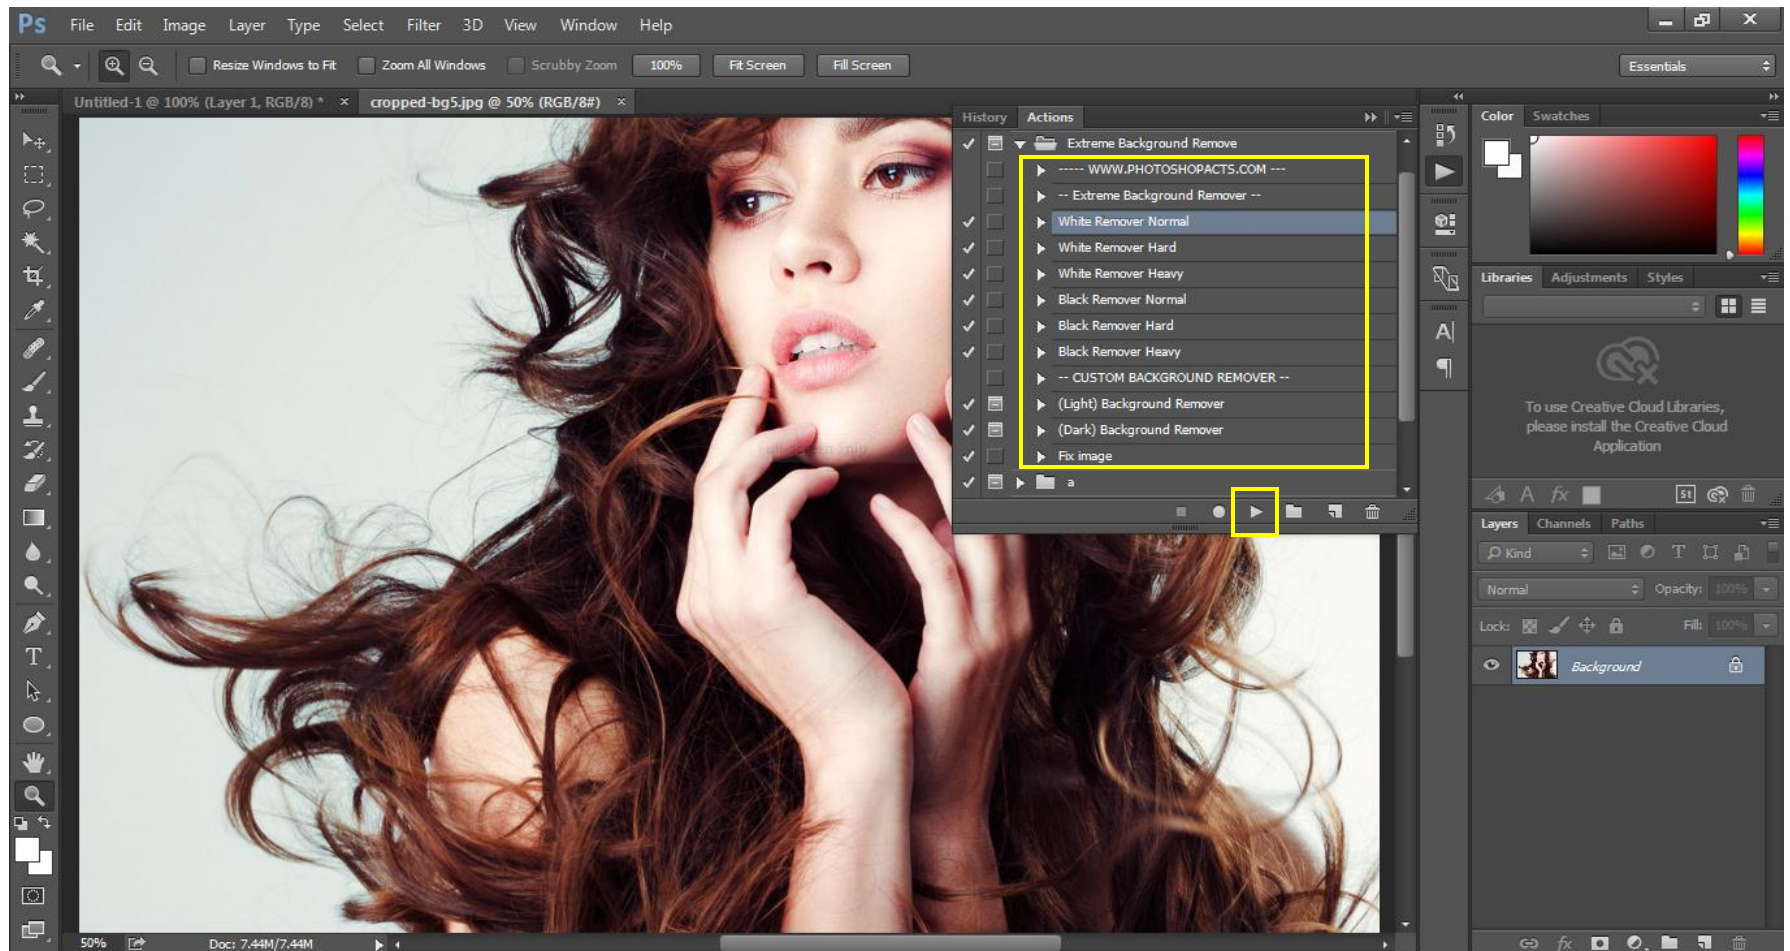 Ps File Edit Image Layer Type Select Filter 3D View Window Help
Resize Windows to Fit Zoom All Windows Scrubby Zoom 100% Fit Screen Fill Screen Essentials
Untitled-1 @ 100% (Layer 1, RGB/8) * × cropped-bg5.jpg @ 50% (RGB/8#) ×
History Actions
Extreme Background Remove
----- WWW.PHOTOSHOPACTS.COM ---
-- Extreme Background Remover --
White Remover Normal
White Remover Hard
White Remover Heavy
Black Remover Normal
Black Remover Hard
Black Remover Heavy
-- CUSTOM BACKGROUND REMOVER --
(Light) Background Remover
(Dark) Background Remover
Fix image
a
Color Swatches
Libraries Adjustments Styles
To use Creative Cloud Libraries,
please install the Creative Cloud
Application
St
Layers Channels Paths
Kind
Normal Opacity: 100%
Lock: Fill: 100%
Background
50% Doc: 7.44M/7.44M